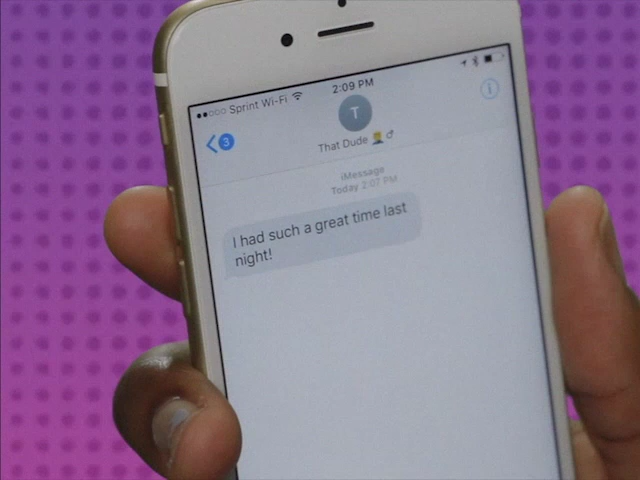 Sprint Wi-Fi 2:09 PM
3
T
That Dude 🤦‍♂
iMessage
Today 2:07 PM
I had such a great time last
night!